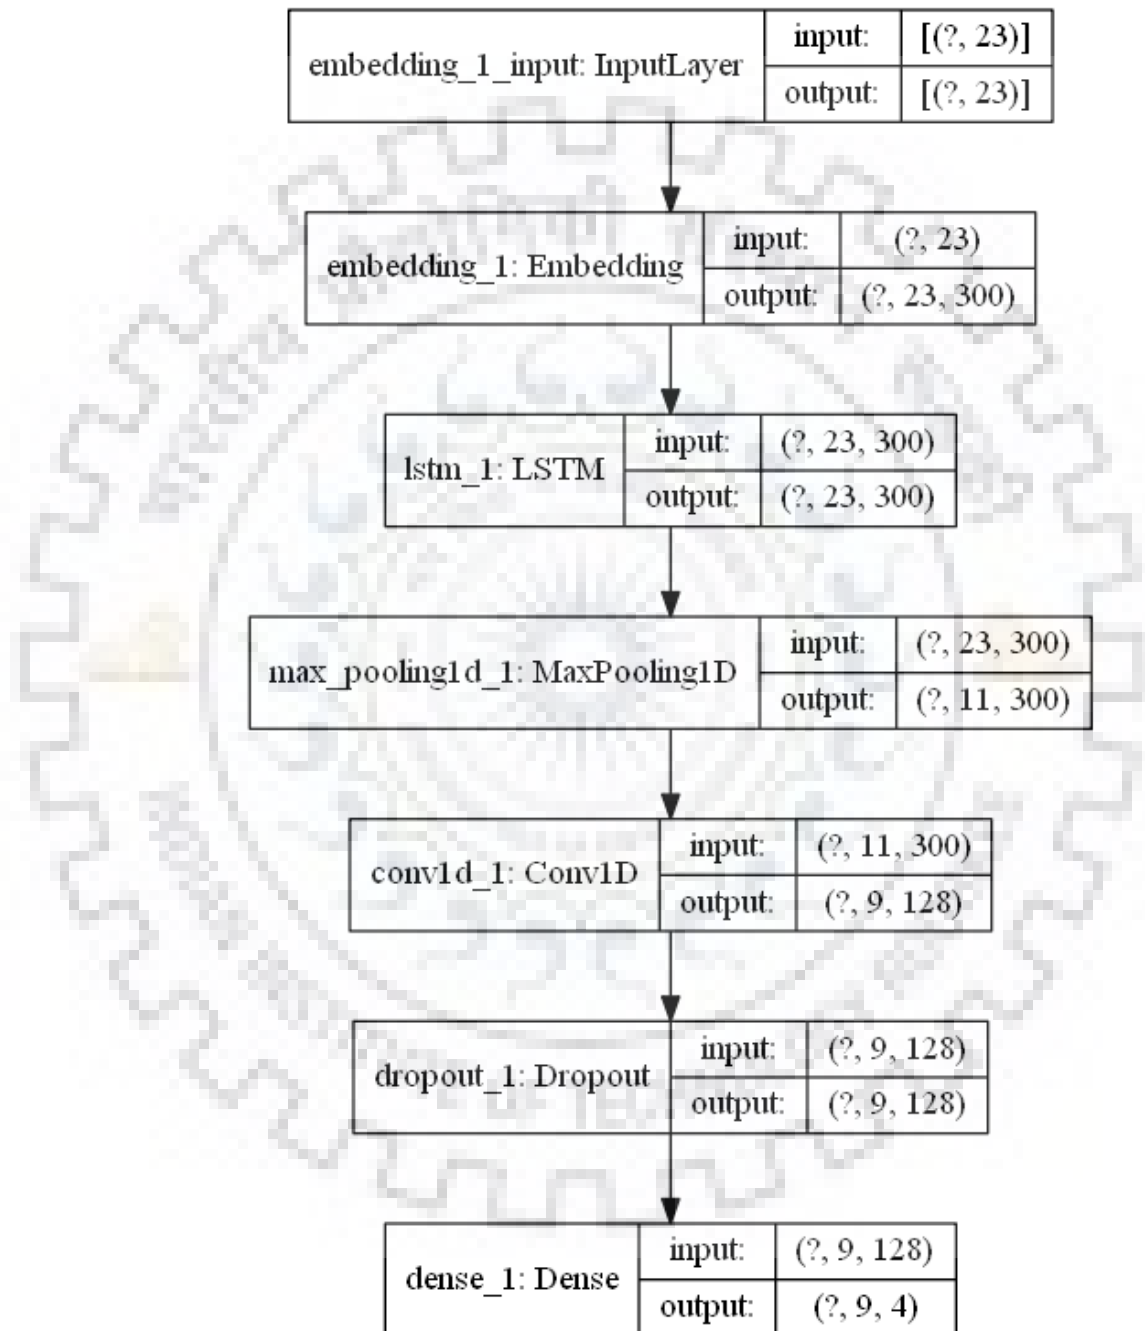 embedding_1_input: InputLayer
input: [(?, 23)]
output: [(?, 23)]
embedding_1: Embedding
input: (?, 23)
output: (?, 23, 300)
lstm_1: LSTM
input: (?, 23, 300)
output: (?, 23, 300)
max_pooling1d_1: MaxPooling1D
input: (?, 23, 300)
output: (?, 11, 300)
conv1d_1: Conv1D
input: (?, 11, 300)
output: (?, 9, 128)
dropout_1: Dropout
input: (?, 9, 128)
output: (?, 9, 128)
dense_1: Dense
input: (?, 9, 128)
output: (?, 9, 4)